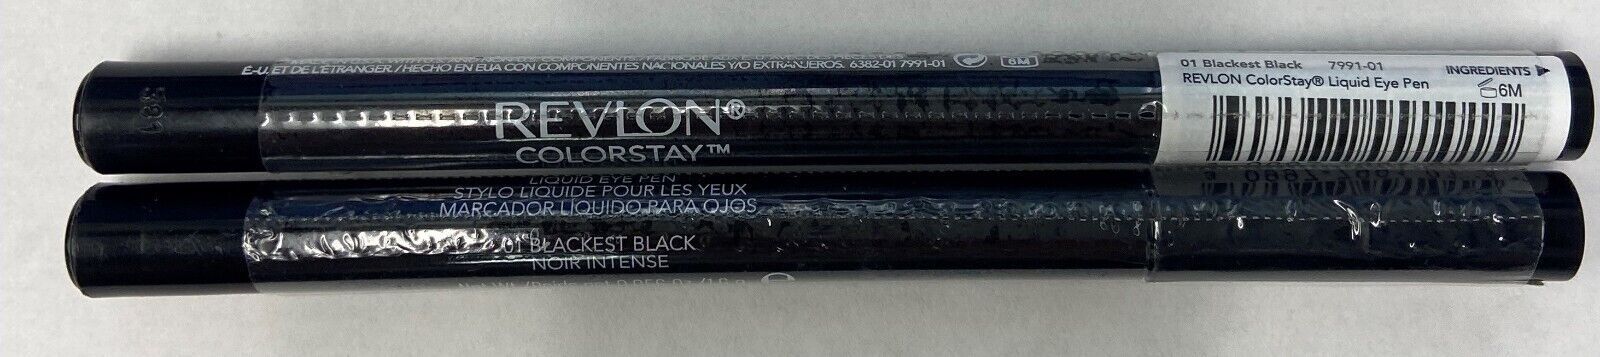 É-U. ET DE L'ETRANGER./HECHO EN EUA CON COMPONENTES NACIONALES Y/O EXTRANJEROS. 6382-01 7991-01
6M
REVLON®
COLORSTAY™
01 Blackest Black 7991-01
REVLON ColorStay® Liquid Eye Pen
INGREDIENTS
6M
LIQUID EYE PEN
STYLO LIQUIDE POUR LES YEUX
MARCADOR LÍQUIDO PARA OJOS
01 BLACKEST BLACK
NOIR INTENSE